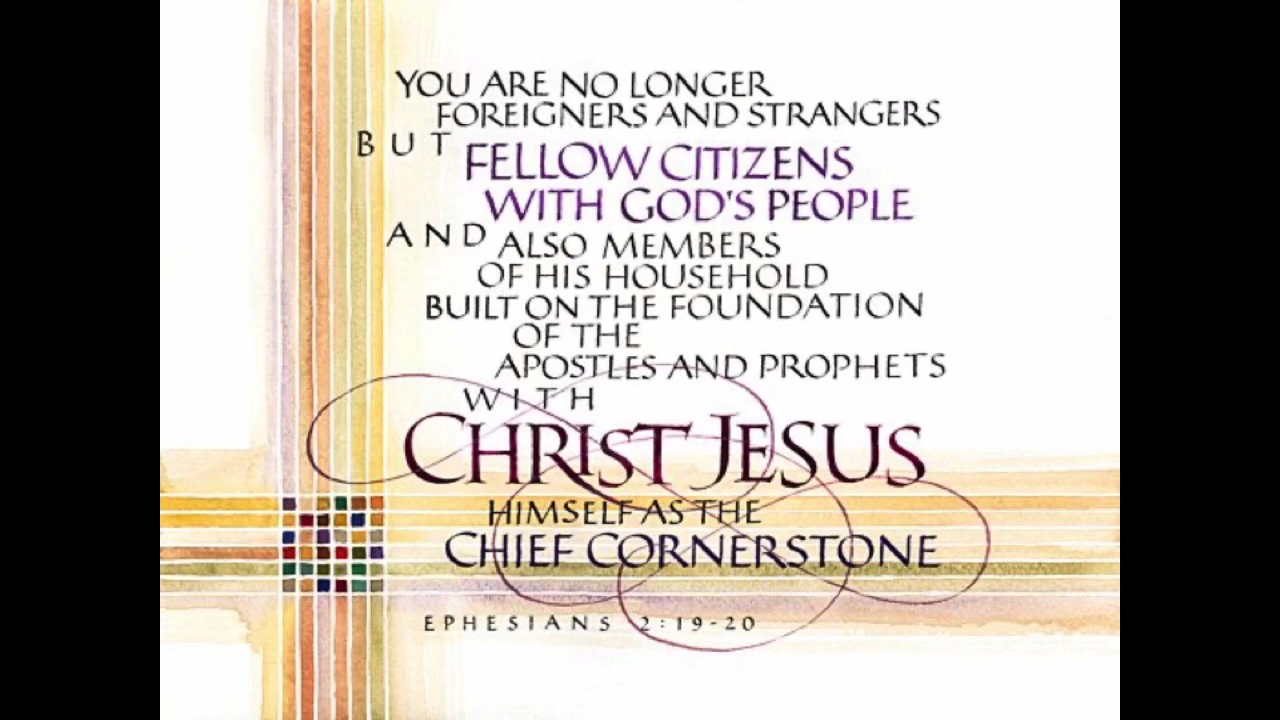 YOU ARE NO LONGER
FOREIGNERS AND STRANGERS
BUT
FELLOW CITIZENS
WITH GOD'S PEOPLE
AND
ALSO MEMBERS
OF HIS HOUSEHOLD
BUILT ON THE FOUNDATION
OF THE
APOSTLES AND PROPHETS
WITH
CHRIST JESUS
HIMSELF AS THE
CHIEF CORNERSTONE
EPHESIANS 2:19-20